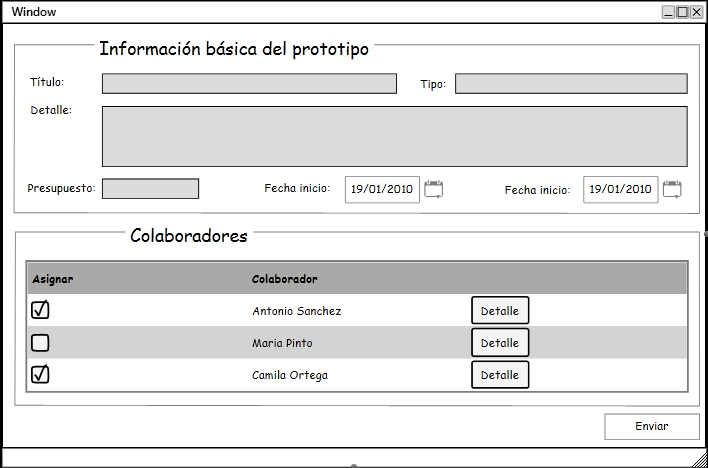 Window
Información básica del prototipo
Título: Tipo:
Detalle:
Presupuesto: Fecha inicio: 19/01/2010 Fecha inicio: 19/01/2010
Colaboradores
Asignar Colaborador
Antonio Sanchez Detalle
Maria Pinto Detalle
Camila Ortega Detalle
Enviar